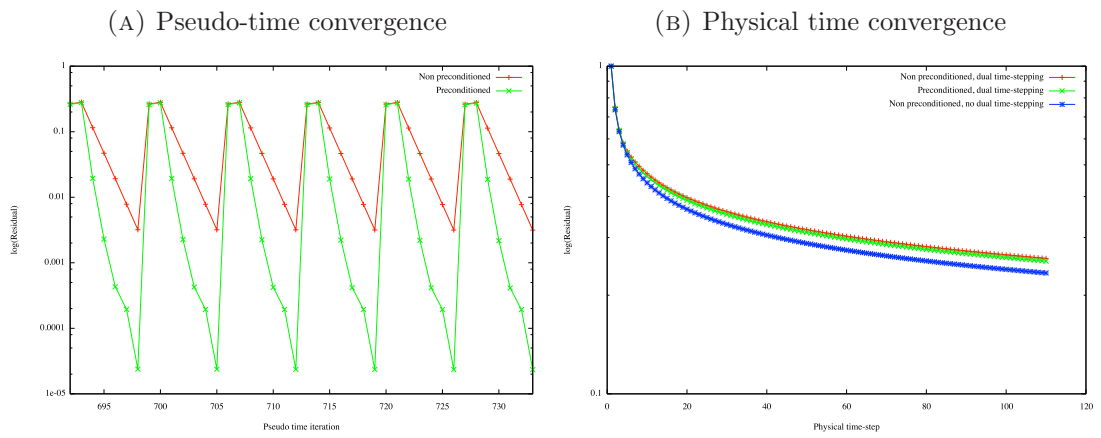 (A) Pseudo-time convergence
1
0.1
0.01
0.001
0.0001
1e-05
695
700
705
710
715
720
725
730
log(Residual)
Pseudo time iteration
Non preconditioned
Preconditioned
(B) Physical time convergence
1
0.1
0
20
40
60
80
100
120
log(Residual)
Physical time-step
Non preconditioned, dual time-stepping
Preconditioned, dual time-stepping
Non preconditioned, no dual time-stepping